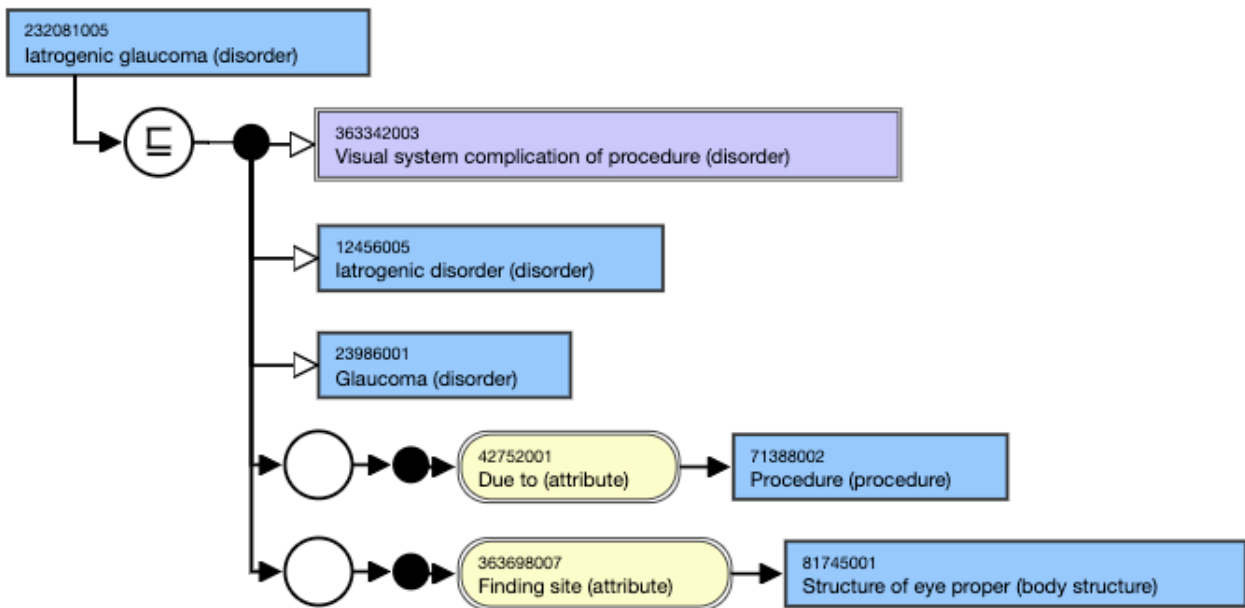 232081005
Iatrogenic glaucoma (disorder)
⊑
363342003
Visual system complication of procedure (disorder)
12456005
Iatrogenic disorder (disorder)
23986001
Glaucoma (disorder)
42752001
Due to (attribute)
71388002
Procedure (procedure)
363698007
Finding site (attribute)
81745001
Structure of eye proper (body structure)